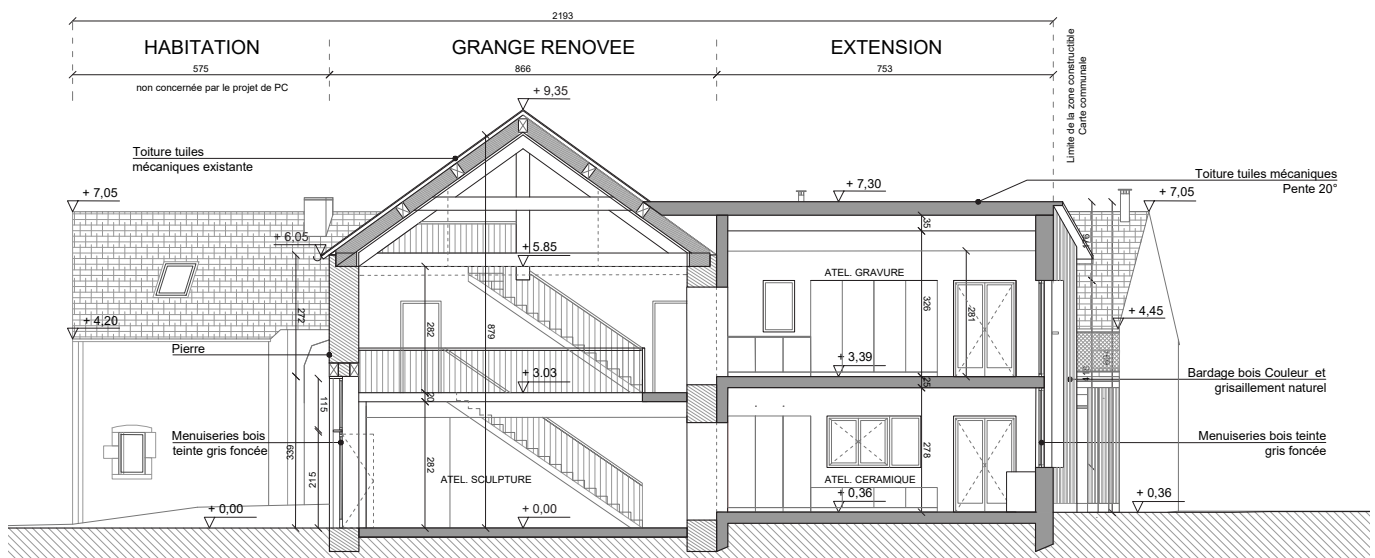 2193
HABITATION
GRANGE RENOVEE
EXTENSION
575
866
753
non concernée par le projet de PC
Limite de la zone constructible
Carte communale
+ 9,35
Toiture tuiles
mécaniques existante
Toiture tuiles mécaniques
Pente 20°
+ 7,05
+ 7,30
+ 7,05
+ 6,05
+ 5.85
35
176
ATEL. GRAVURE
272
282
879
326
281
+ 4,20
+ 4,45
Pierre
+ 3,39
+ 3.03
25
20
Bardage bois Couleur et
grisaillement naturel
115
Menuiseries bois
teinte gris foncée
Menuiseries bois teinte
gris foncée
339
215
282
278
ATEL. SCULPTURE
ATEL. CERAMIQUE
+ 0,36
+ 0,36
+ 0,00
+ 0,00